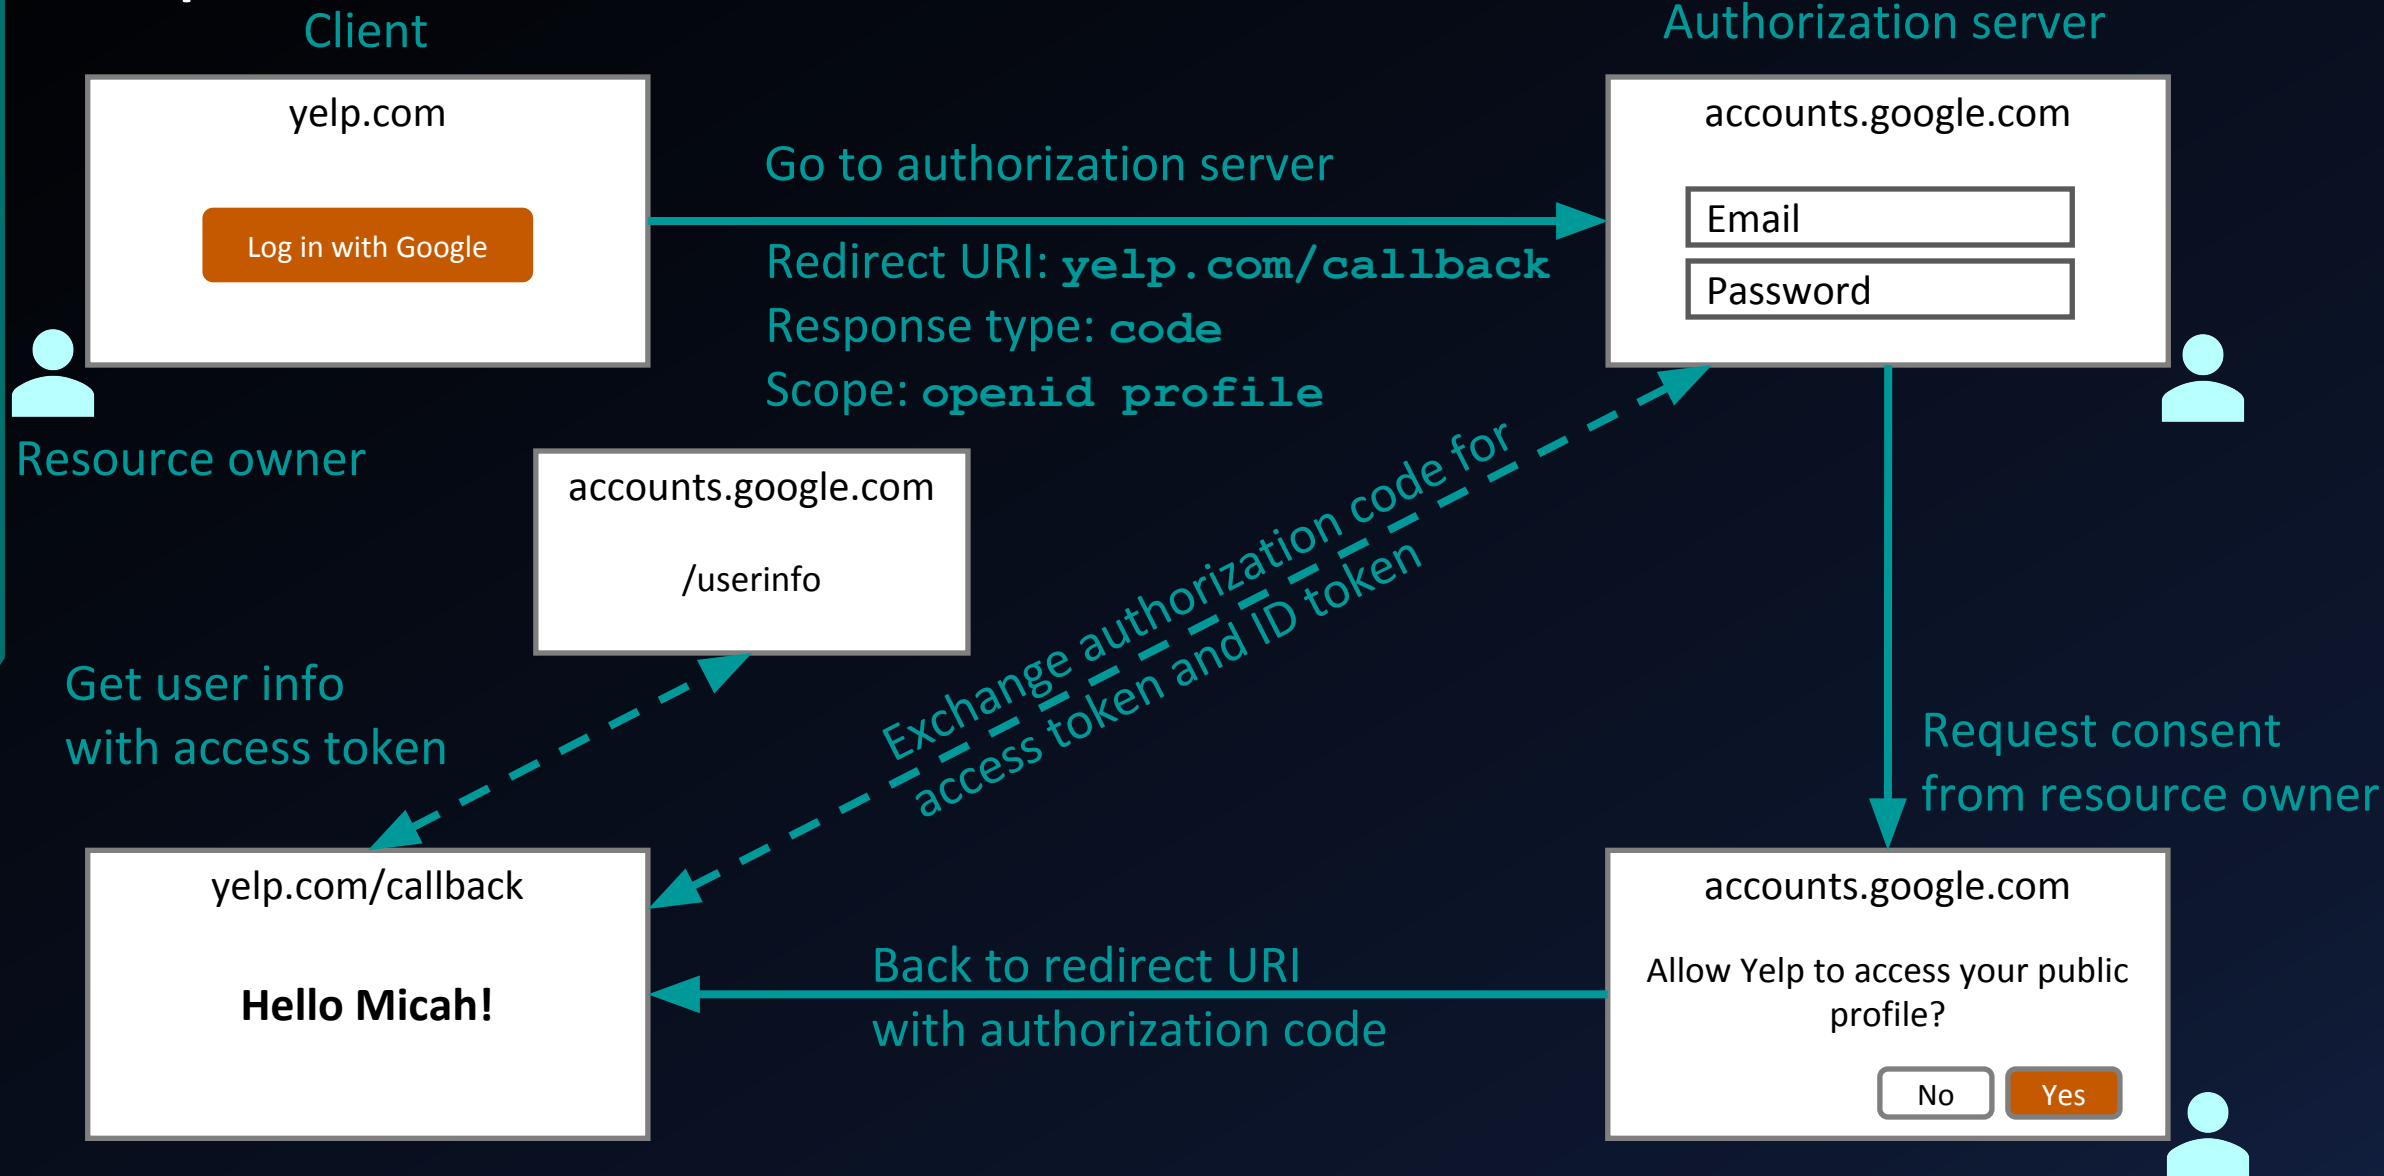 Client
Authorization server
yelp.com
Log in with Google
Go to authorization server
Redirect URI: yelp.com/callback
Response type: code
Scope: openid profile
accounts.google.com
Email
Password
Resource owner
accounts.google.com
/userinfo
Exchange authorization code for
access token and ID token
Get user info
with access token
Request consent
from resource owner
yelp.com/callback
Hello Micah!
Back to redirect URI
with authorization code
accounts.google.com
Allow Yelp to access your public
profile?
No
Yes